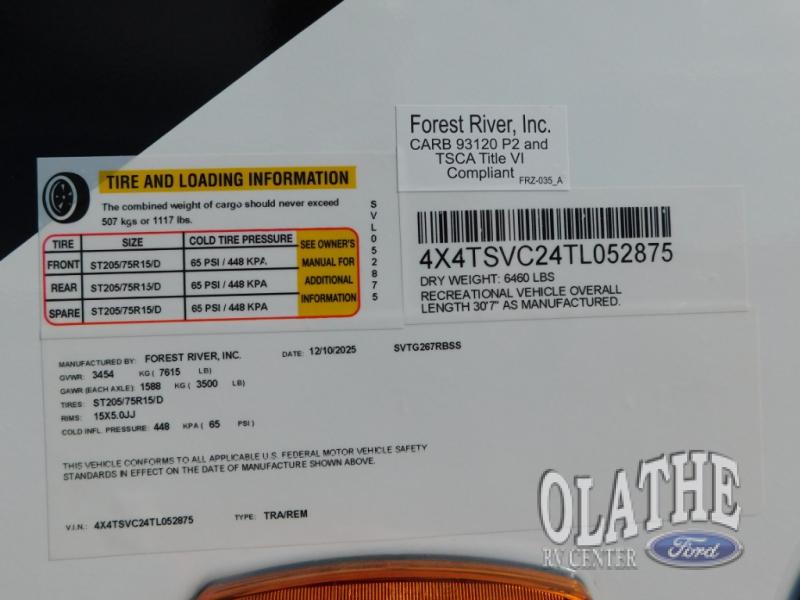 Forest River, Inc.
CARB 93120 P2 and
TSCA Title VI
Compliant
FRZ-035_A
TIRE AND LOADING INFORMATION
The combined weight of cargo should never exceed
507 kgs or 1117 lbs.
TIRE SIZE COLD TIRE PRESSURE SEE OWNER'S MANUAL FOR ADDITIONAL INFORMATION
FRONT ST205/75R15/D 65 PSI / 448 KPA
REAR ST205/75R15/D 65 PSI / 448 KPA
SPARE ST205/75R15/D 65 PSI / 448 KPA
SVL052875
4X4TSVC24TL052875
DRY WEIGHT: 6460 LBS
RECREATIONAL VEHICLE OVERALL
LENGTH 30'7" AS MANUFACTURED.
MANUFACTURED BY: FOREST RIVER, INC. DATE: 12/10/2025 SVTG267RBSS
GVWR: 3454 KG ( 7615 LB)
GAWR (EACH AXLE): 1588 KG ( 3500 LB)
TIRES: ST205/75R15/D
RIMS: 15X5.0JJ
COLD INFL. PRESSURE: 448 KPA ( 65 PSI)
THIS VEHICLE CONFORMS TO ALL APPLICABLE U.S. FEDERAL MOTOR VEHICLE SAFETY
STANDARDS IN EFFECT ON THE DATE OF MANUFACTURE SHOWN ABOVE.
V.I.N.: 4X4TSVC24TL052875 TYPE: TRA/REM
OLATHE
RV CENTER Ford